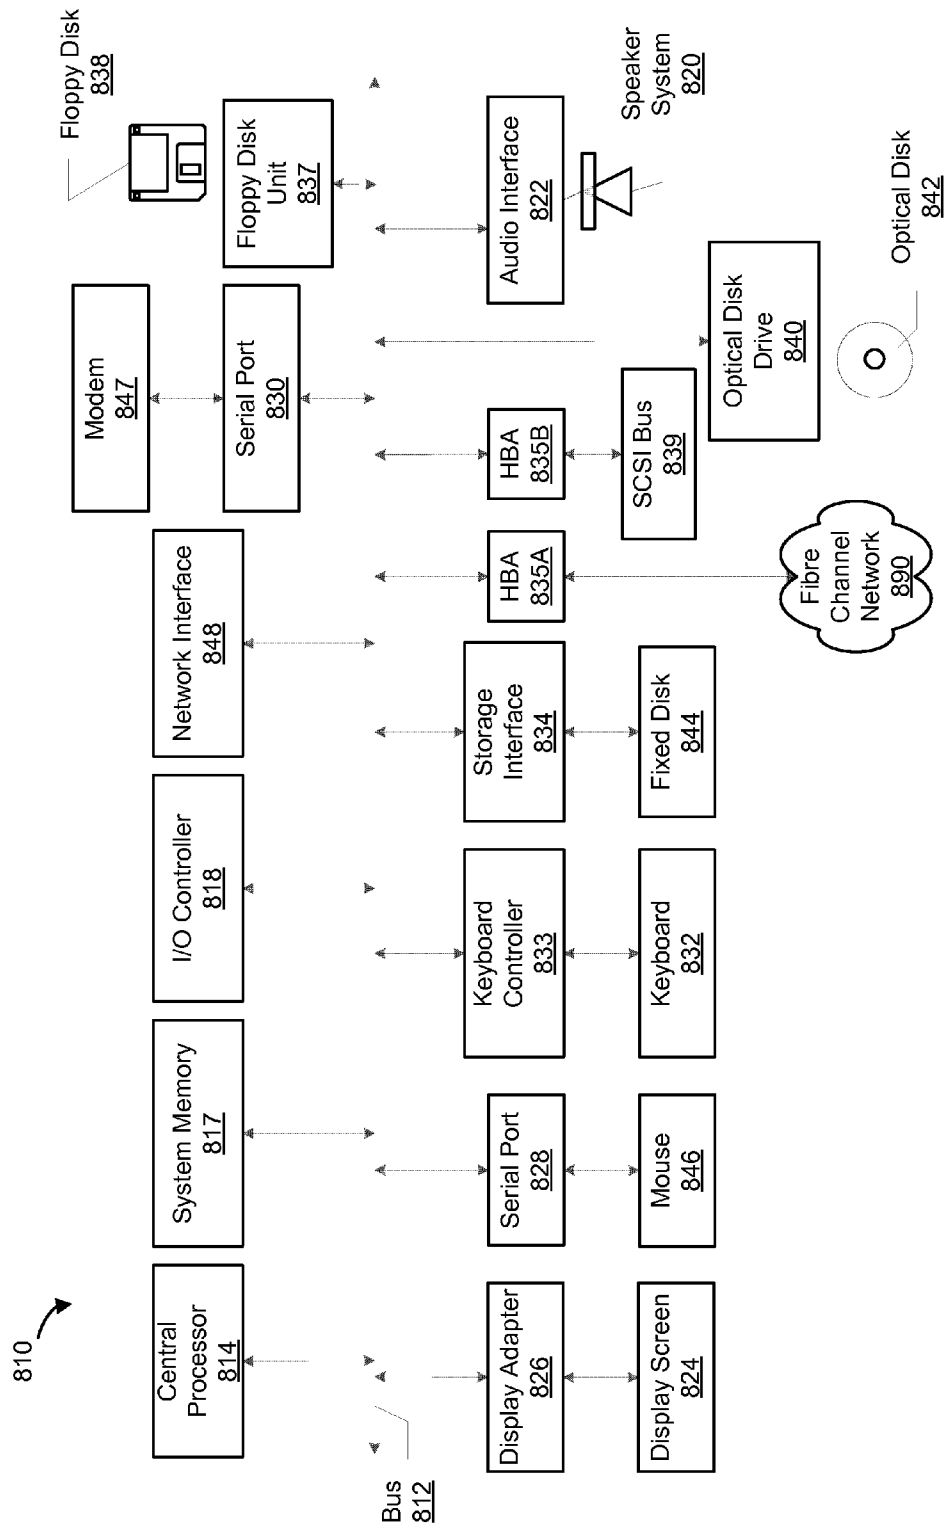 810
Central
Processor
814
System Memory
817
I/O Controller
818
Network Interface
848
Modem
847
Serial Port
830
Floppy Disk
838
Floppy Disk
Unit
837
Bus
812
Display Adapter
826
Display Screen
824
Serial Port
828
Mouse
846
Keyboard
Controller
833
Keyboard
832
Storage
Interface
834
Fixed Disk
844
HBA
835A
Fibre
Channel
Network
890
HBA
835B
SCSI Bus
839
Optical Disk
Drive
840
Optical Disk
842
Audio Interface
822
Speaker
System
820